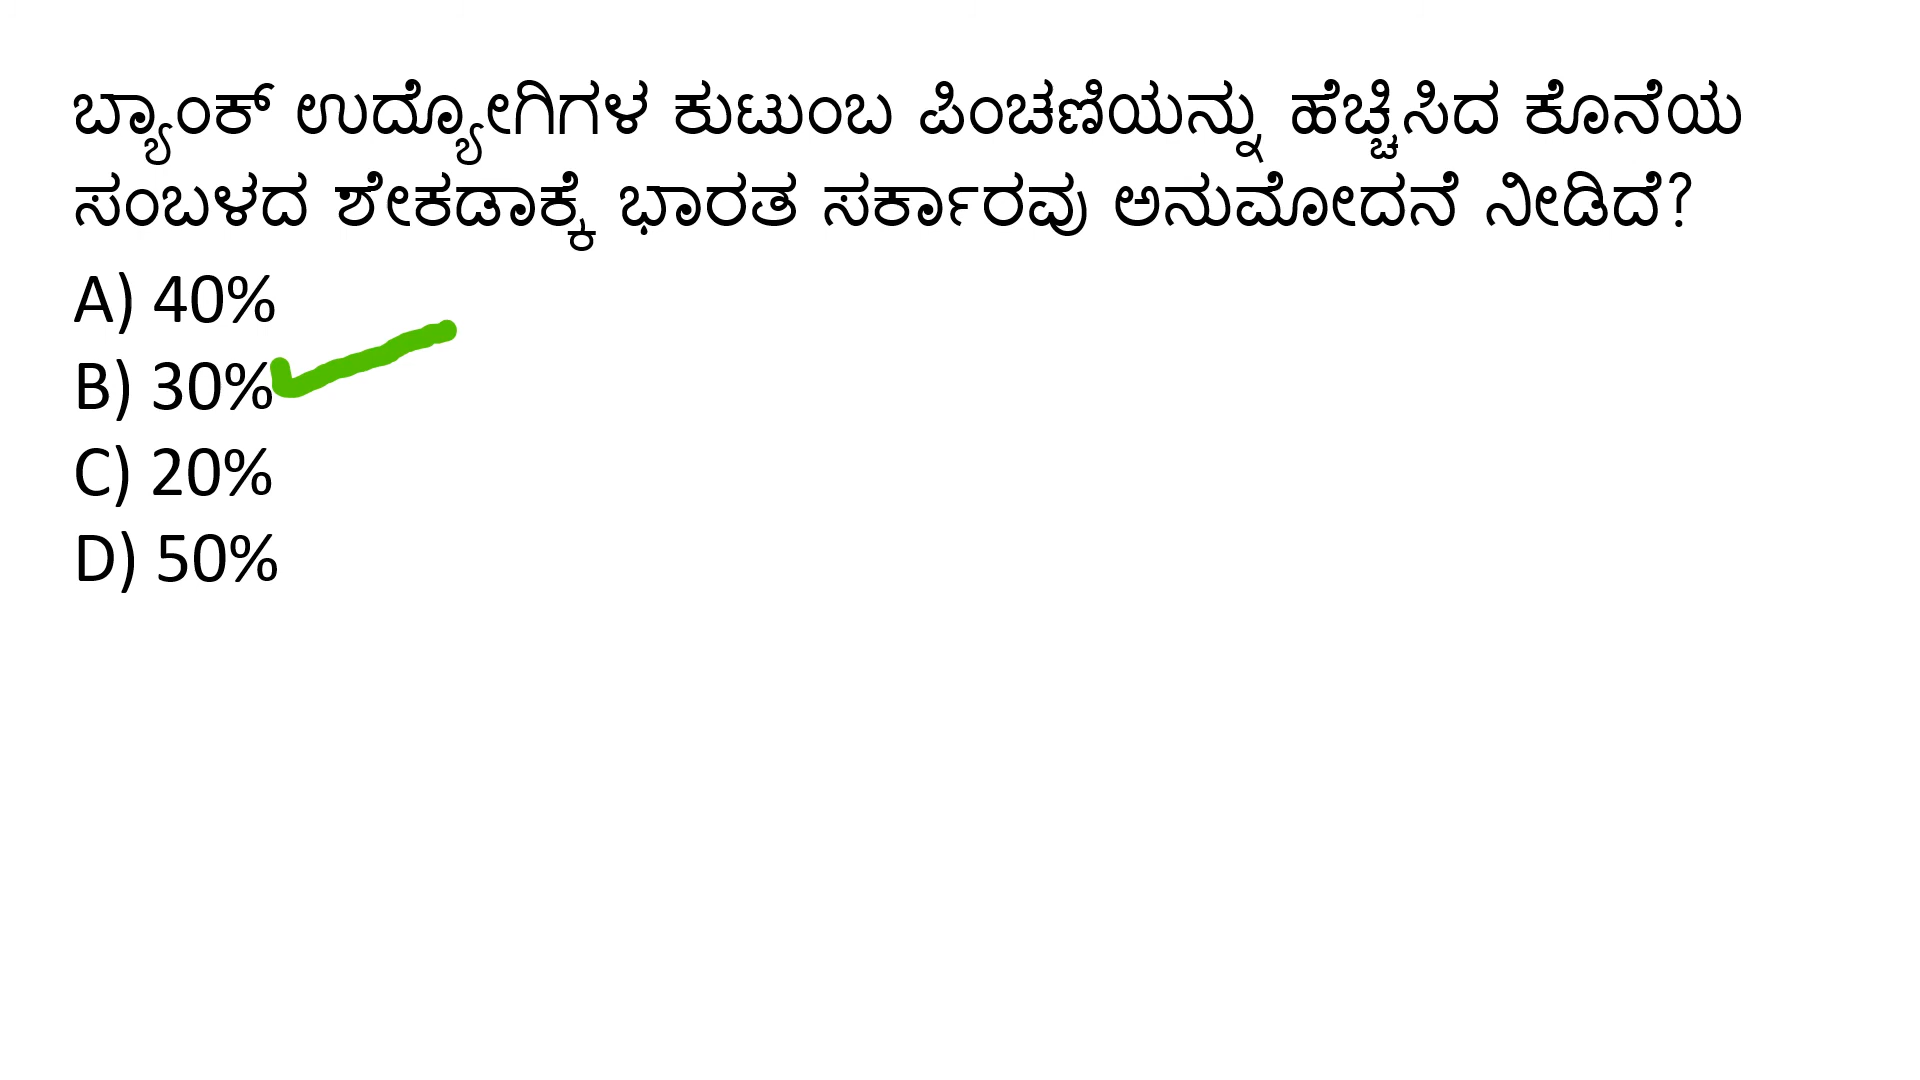 ಬ್ಯಾಂಕ್ ಉದ್ಯೋಗಿಗಳ ಕುಟುಂಬ ಪಿಂಚಣಿಯನ್ನು ಹೆಚ್ಚಿಸಿದ ಕೊನೆಯ
ಸಂಬಳದ ಶೇಕಡಾಕ್ಕೆ ಭಾರತ ಸರ್ಕಾರವು ಅನುಮೋದನೆ ನೀಡಿದೆ?
A) 40%
B) 30%
C) 20%
D) 50%